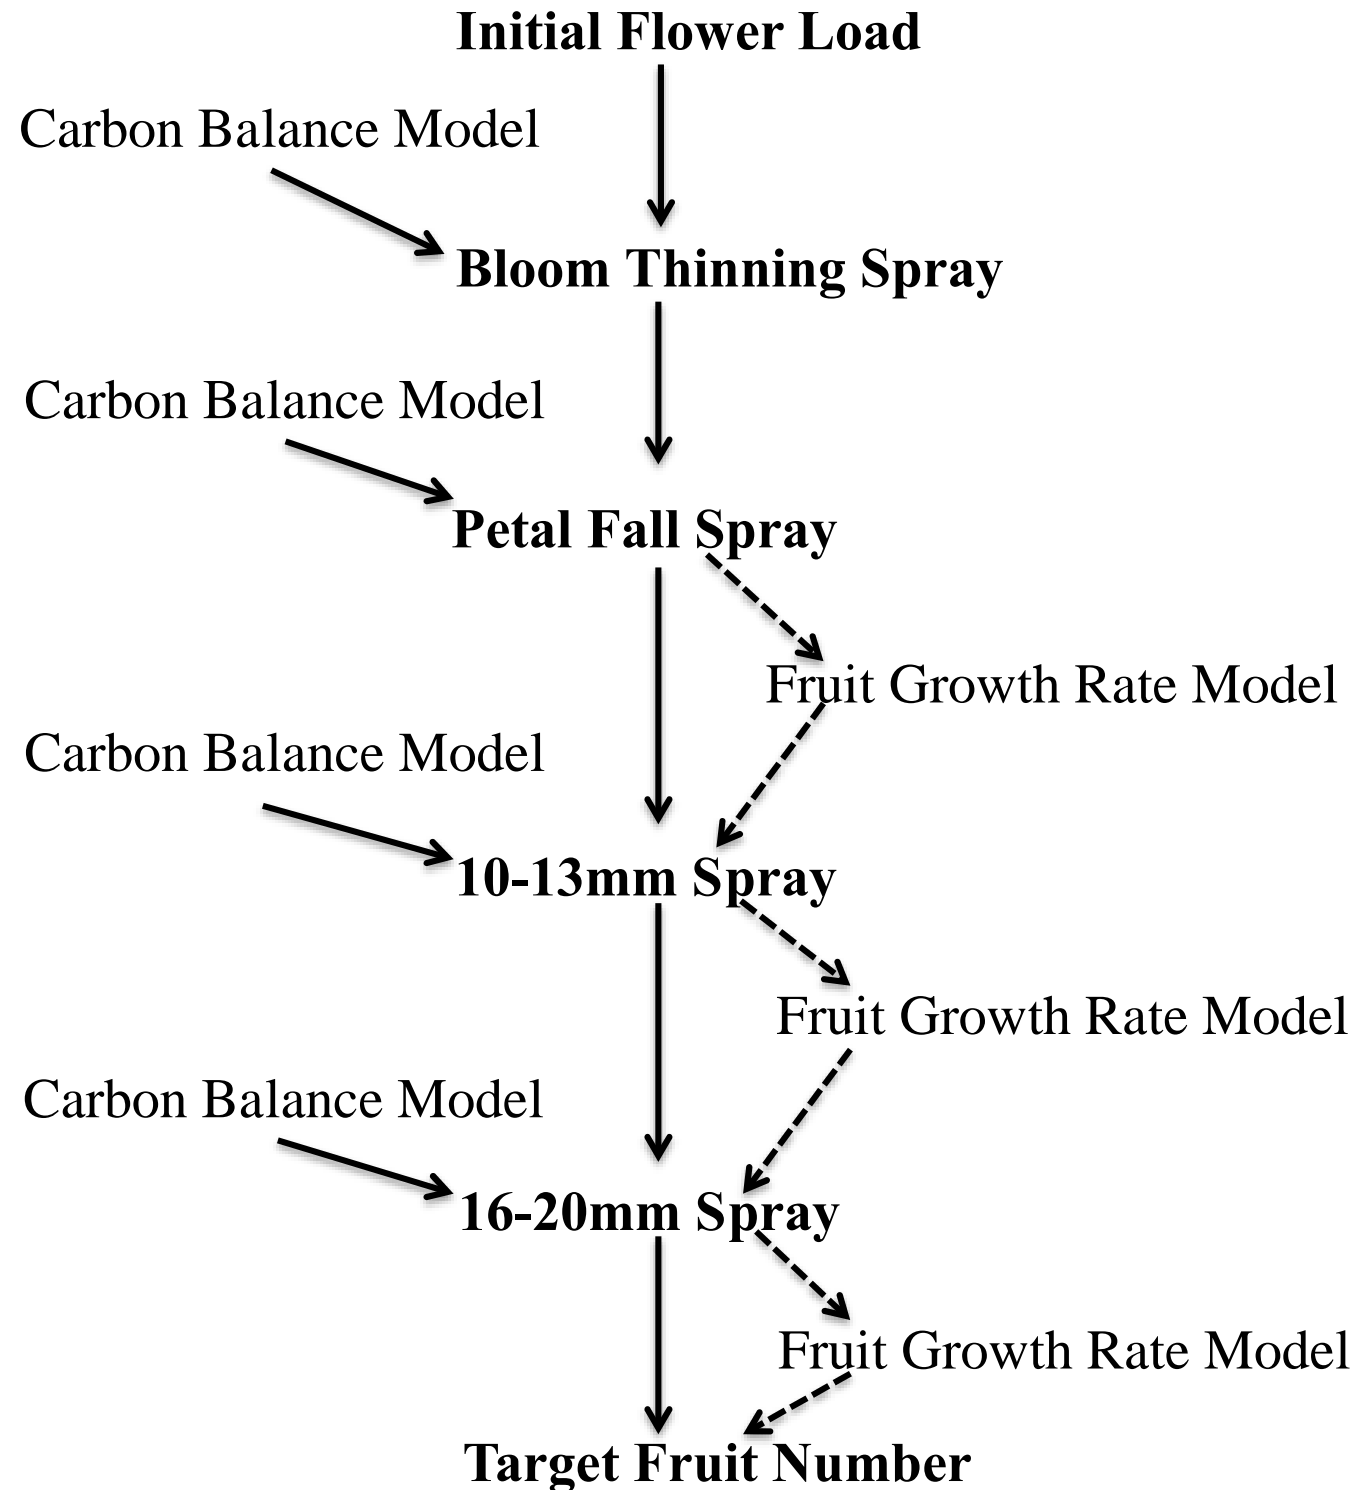 Initial Flower Load
Carbon Balance Model
Bloom Thinning Spray
Carbon Balance Model
Petal Fall Spray
Fruit Growth Rate Model
Carbon Balance Model
10-13mm Spray
Fruit Growth Rate Model
Carbon Balance Model
16-20mm Spray
Fruit Growth Rate Model
Target Fruit Number